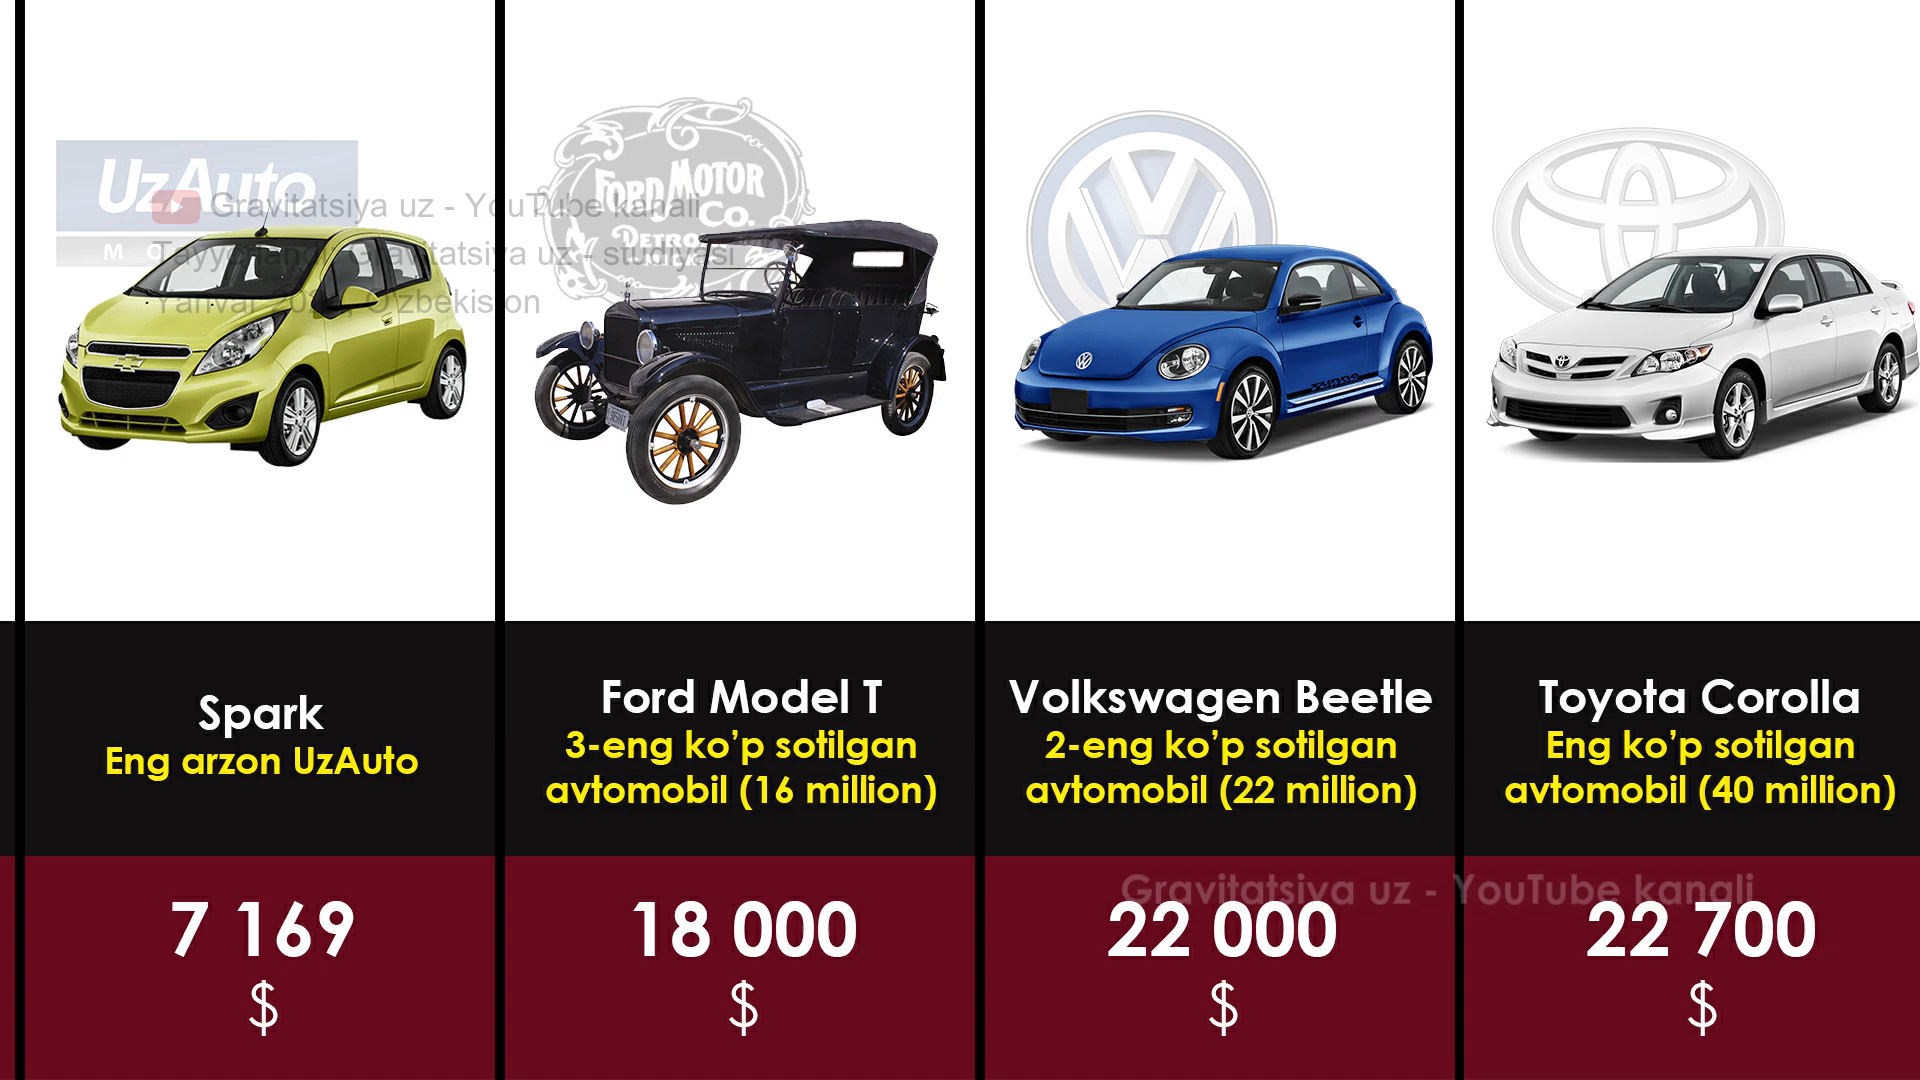 UzAuto
Gravitatsiya uz - YouTube kanali
studiyasi
FORD MOTOR
Co.
Spark
Eng arzon UzAuto
7 169
$
Ford Model T
3-eng ko’p sotilgan
avtomobil (16 million)
18 000
$
Volkswagen Beetle
2-eng ko’p sotilgan
avtomobil (22 million)
22 000
$
Toyota Corolla
Eng ko’p sotilgan
avtomobil (40 million)
22 700
$
Gravitatsiya uz - YouTube kanali